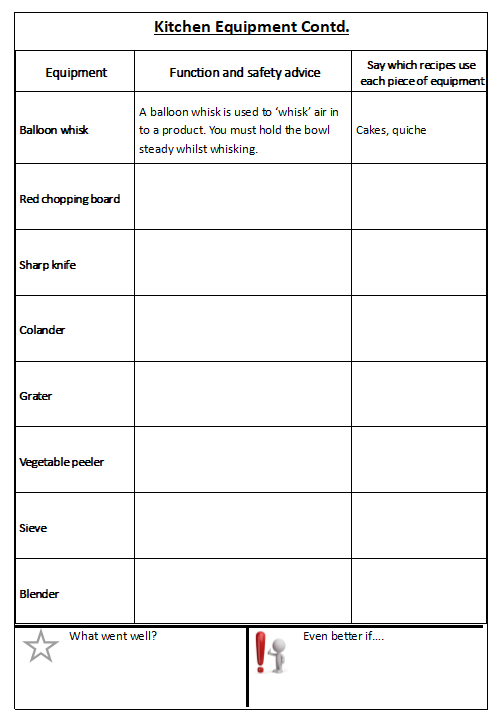 Kitchen Equipment Contd.
Equipment
Function and safety advice
Say which recipes use
each piece of equipment
Balloon whisk
A balloon whisk is used to ‘whisk’ air in
to a product. You must hold the bowl
steady whilst whisking.
Cakes, quiche
Red chopping board
Sharp knife
Colander
Grater
Vegetable peeler
Sieve
Blender
What went well?
Even better if....